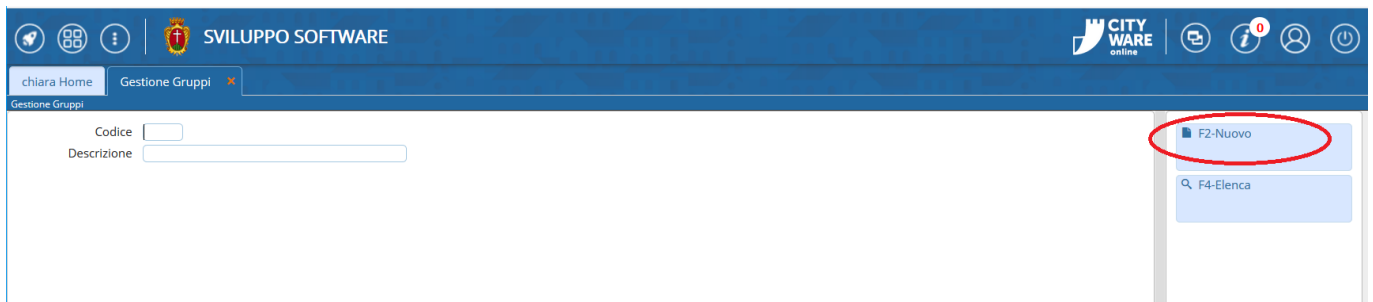 SVILUPPO SOFTWARE
CITY
WARE
online
i
0
chiara Home
Gestione Gruppi ×
Gestione Gruppi
Codice
Descrizione
F2-Nuovo
F4-Elenca